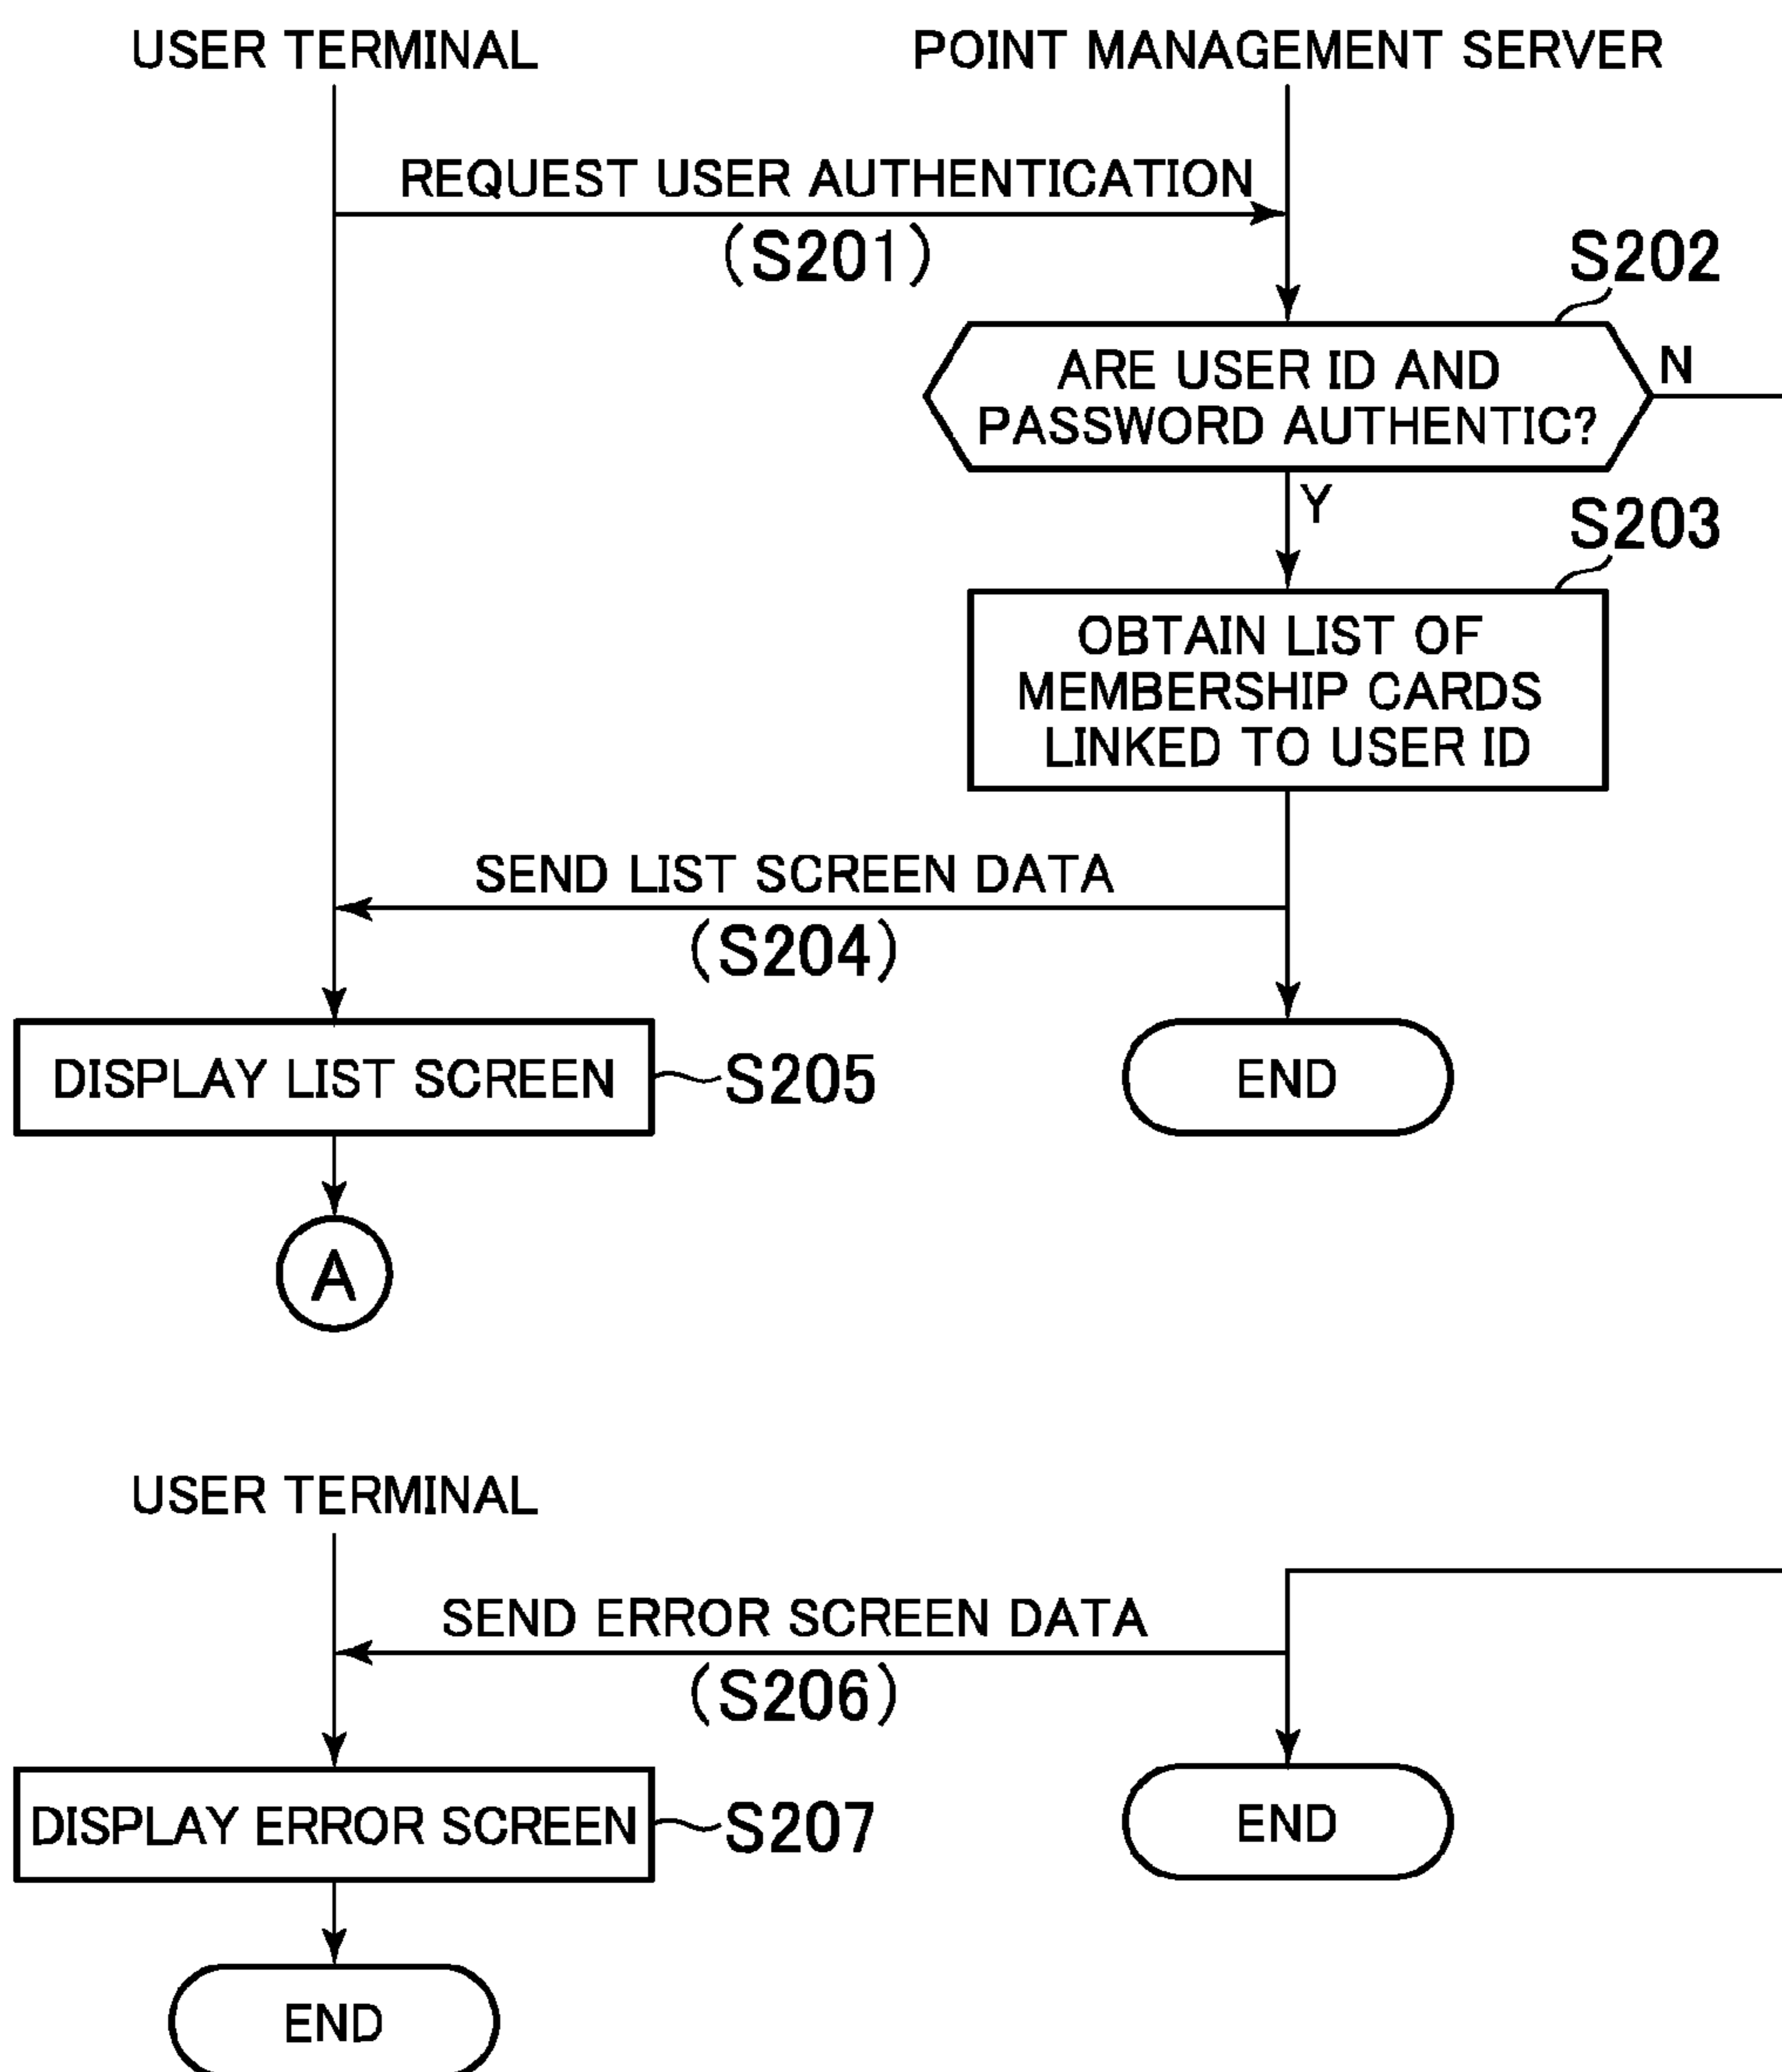 USER TERMINAL
POINT MANAGEMENT SERVER
REQUEST USER AUTHENTICATION
(S201)
S202
ARE USER ID AND
PASSWORD AUTHENTIC?
N
Y
S203
OBTAIN LIST OF
MEMBERSHIP CARDS
LINKED TO USER ID
SEND LIST SCREEN DATA
(S204)
DISPLAY LIST SCREEN
S205
END
A
USER TERMINAL
SEND ERROR SCREEN DATA
(S206)
DISPLAY ERROR SCREEN
S207
END
END